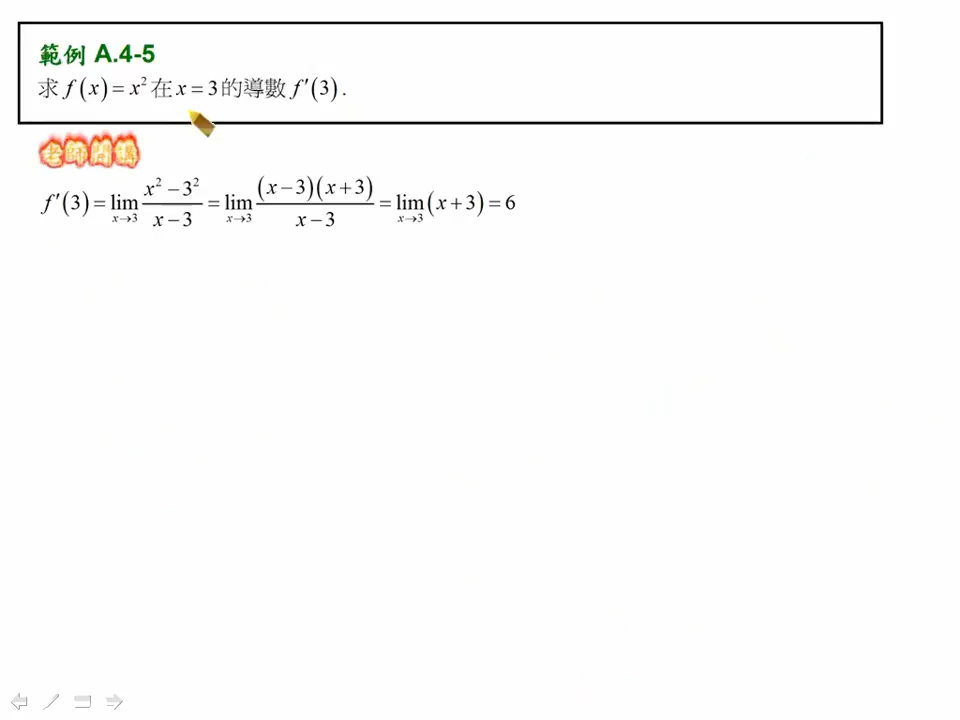 範例 A.4-5
求 f(x) = x² 在 x = 3 的導數 f′(3) .
老師開講
f′(3) = lim_{x→3} (x² − 3²)/(x − 3) = lim_{x→3} ((x − 3)(x + 3))/(x − 3) = lim_{x→3} (x + 3) = 6